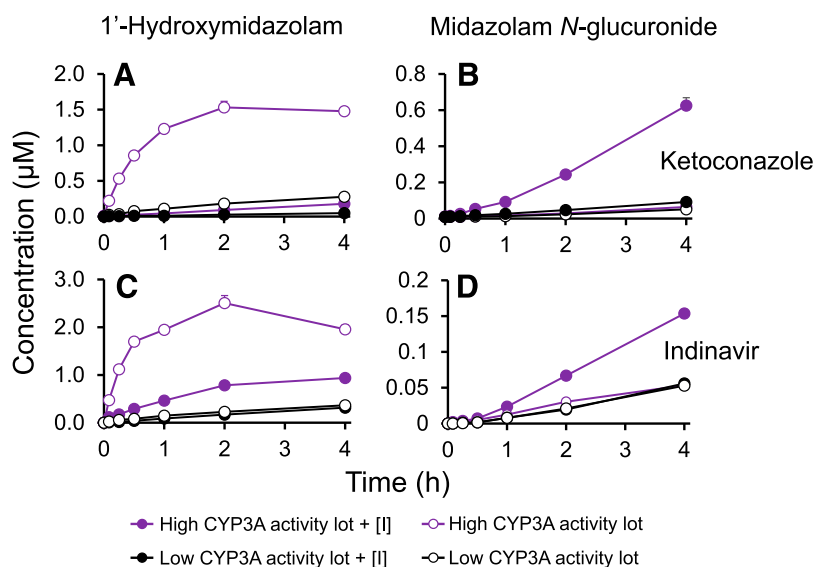 1’-Hydroxymidazolam Midazolam N-glucuronide
A B
2.0 0.8
1.5 0.6
1.0 0.4
Ketoconazole
0.5 0.2
0.0 0
0 1 2 3 4 0 1 2 3 4
C D
3.0 0.2
2.0 0.15
Indinavir
0.1
1.0 0.05
0.0 0
0 1 2 3 4 0 1 2 3 4
Concentration (μM)
Time (h)
High CYP3A activity lot + [I] High CYP3A activity lot
Low CYP3A activity lot + [I] Low CYP3A activity lot